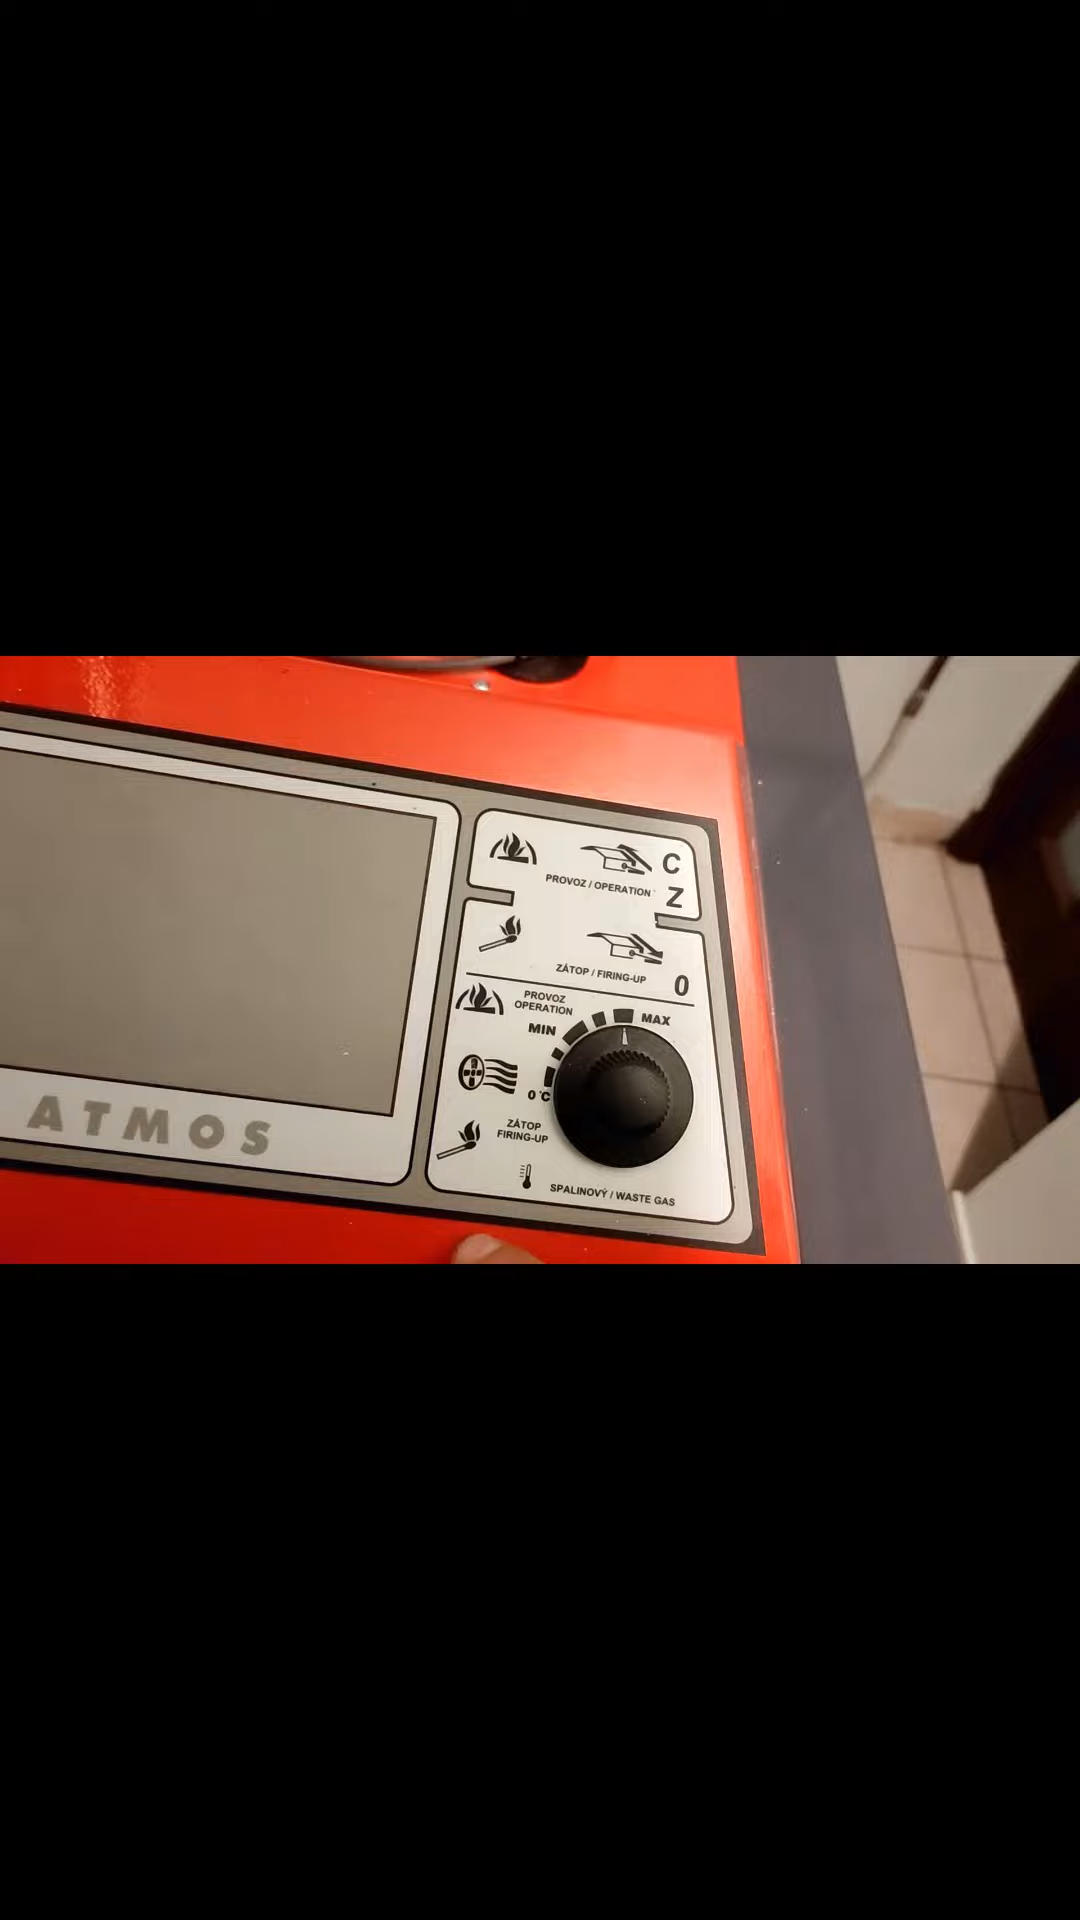 C
PROVOZ / OPERATION
Z
ZÁTOP / FIRING-UP
0
PROVOZ
OPERATION
MIN
MAX
0°C
ZÁTOP
FIRING-UP
SPALINOVÝ / WASTE GAS
ATMOS